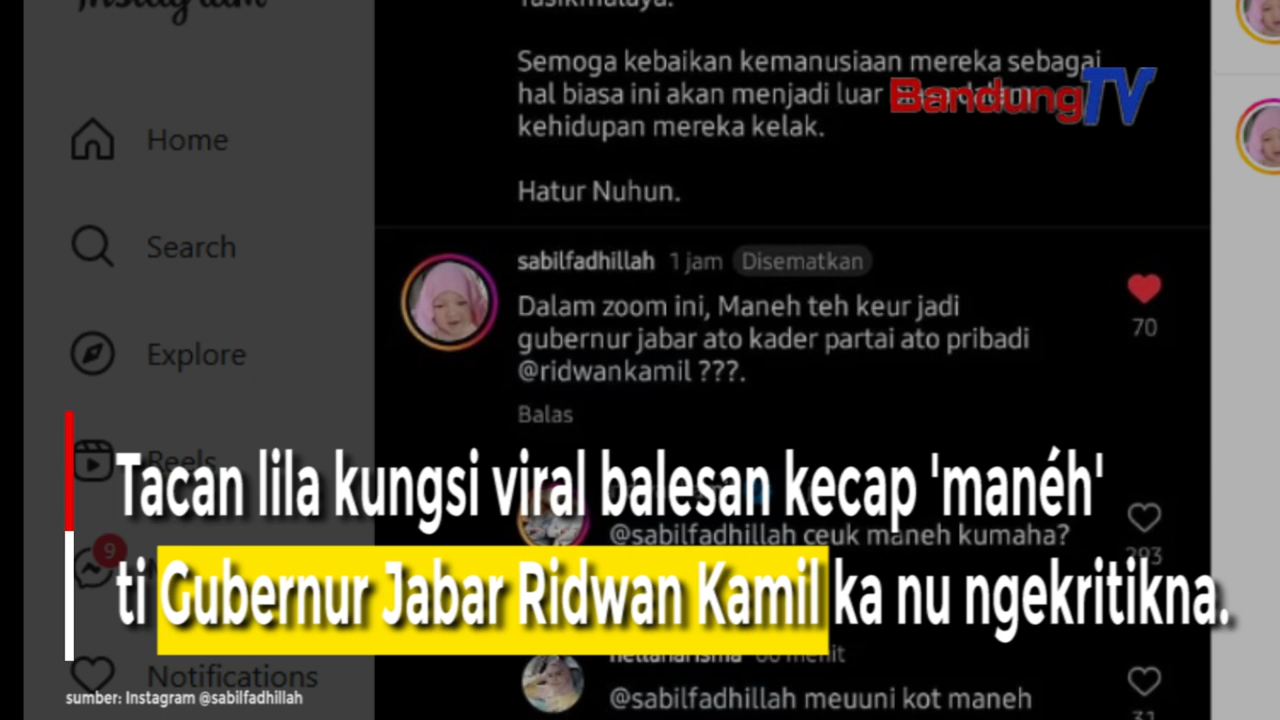 Instagram
Tasikmalaya.
Semoga kebaikan kemanusiaan mereka sebagai
hal biasa ini akan menjadi luar
kehidupan mereka kelak.
BandungTV
Hatur Nuhun.
Home
Search
Explore
Reels
9
Notifications
sabilfadhillah 1 jam Disematkan
Dalam zoom ini, Maneh teh keur jadi
gubernur jabar ato kader partai ato pribadi
@ridwankamil ???.
70
Balas
Tacan lila kungsi viral balesan kecap 'manéh'
@sabilfadhillah ceuk maneh kumaha?
293
ti Gubernur Jabar Ridwan Kamil ka nu ngekritikna.
@sabilfadhillah meuuni kot maneh
31
sumber: Instagram @sabilfadhillah